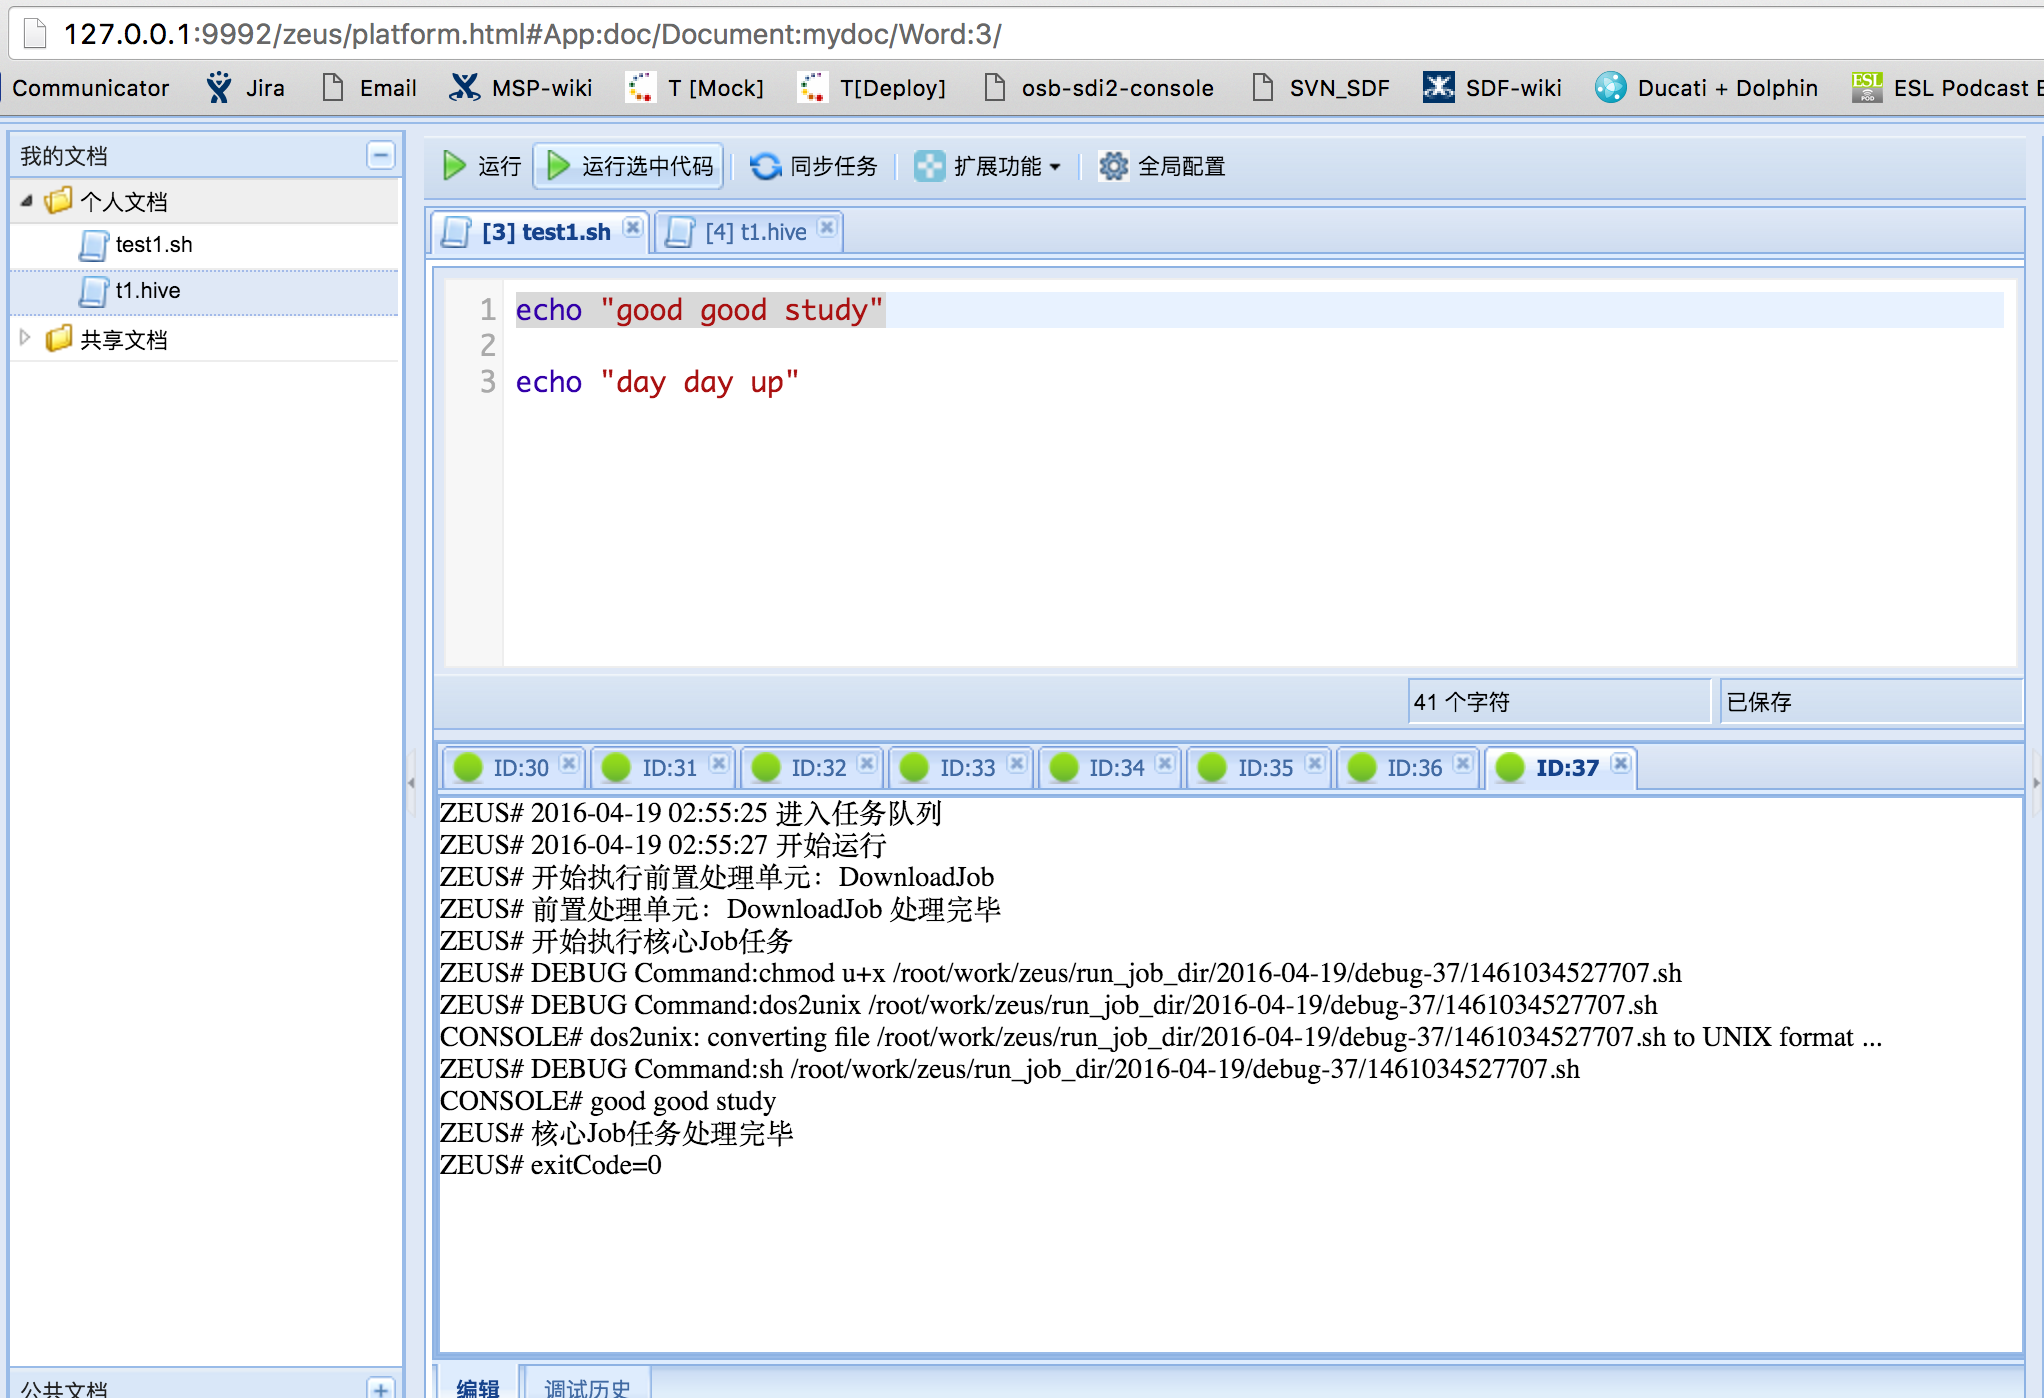 127.0.0.1:9992/zeus/platform.html#App:doc/Document:mydoc/Word:3/
Communicator Jira Email MSP-wiki T [Mock] T[Deploy] osb-sdi2-console SVN_SDF SDF-wiki Ducati + Dolphin ESL Podcast
我的文档
个人文档
test1.sh
t1.hive
共享文档
公共文档
运行 运行选中代码 同步任务 扩展功能 全局配置
[3] test1.sh [4] t1.hive
1 echo "good good study"
2
3 echo "day day up"
41 个字符 已保存
ID:30 ID:31 ID:32 ID:33 ID:34 ID:35 ID:36 ID:37
ZEUS# 2016-04-19 02:55:25 进入任务队列
ZEUS# 2016-04-19 02:55:27 开始运行
ZEUS# 开始执行前置处理单元：DownloadJob
ZEUS# 前置处理单元：DownloadJob 处理完毕
ZEUS# 开始执行核心Job任务
ZEUS# DEBUG Command:chmod u+x /root/work/zeus/run_job_dir/2016-04-19/debug-37/1461034527707.sh
ZEUS# DEBUG Command:dos2unix /root/work/zeus/run_job_dir/2016-04-19/debug-37/1461034527707.sh
CONSOLE# dos2unix: converting file /root/work/zeus/run_job_dir/2016-04-19/debug-37/1461034527707.sh to UNIX format ...
ZEUS# DEBUG Command:sh /root/work/zeus/run_job_dir/2016-04-19/debug-37/1461034527707.sh
CONSOLE# good good study
ZEUS# 核心Job任务处理完毕
ZEUS# exitCode=0
编辑 调试历史